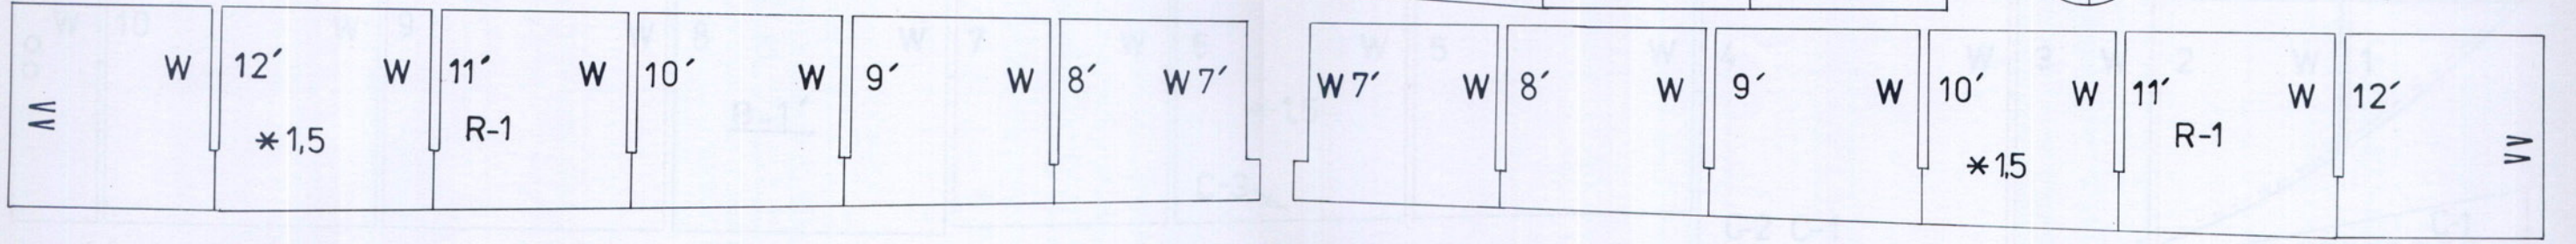 W 12′ W 11′ W 10′ W 9′ W 8′ W 7′ W 7′ W 8′ W 9′ W 10′ W 11′ W 12′
*1,5 R-1 *1,5 R-1